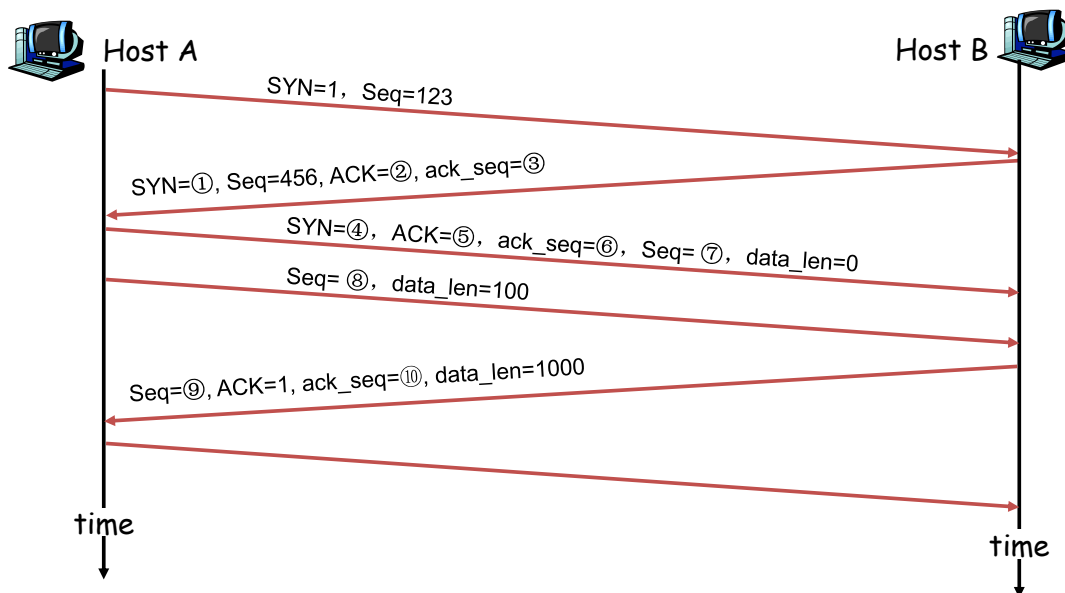 Host A
Host B
SYN=1，Seq=123
SYN=①, Seq=456, ACK=②, ack_seq=③
SYN=④，ACK=⑤，ack_seq=⑥，Seq= ⑦，data_len=0
Seq= ⑧，data_len=100
Seq=⑨, ACK=1, ack_seq=⑩, data_len=1000
time
time